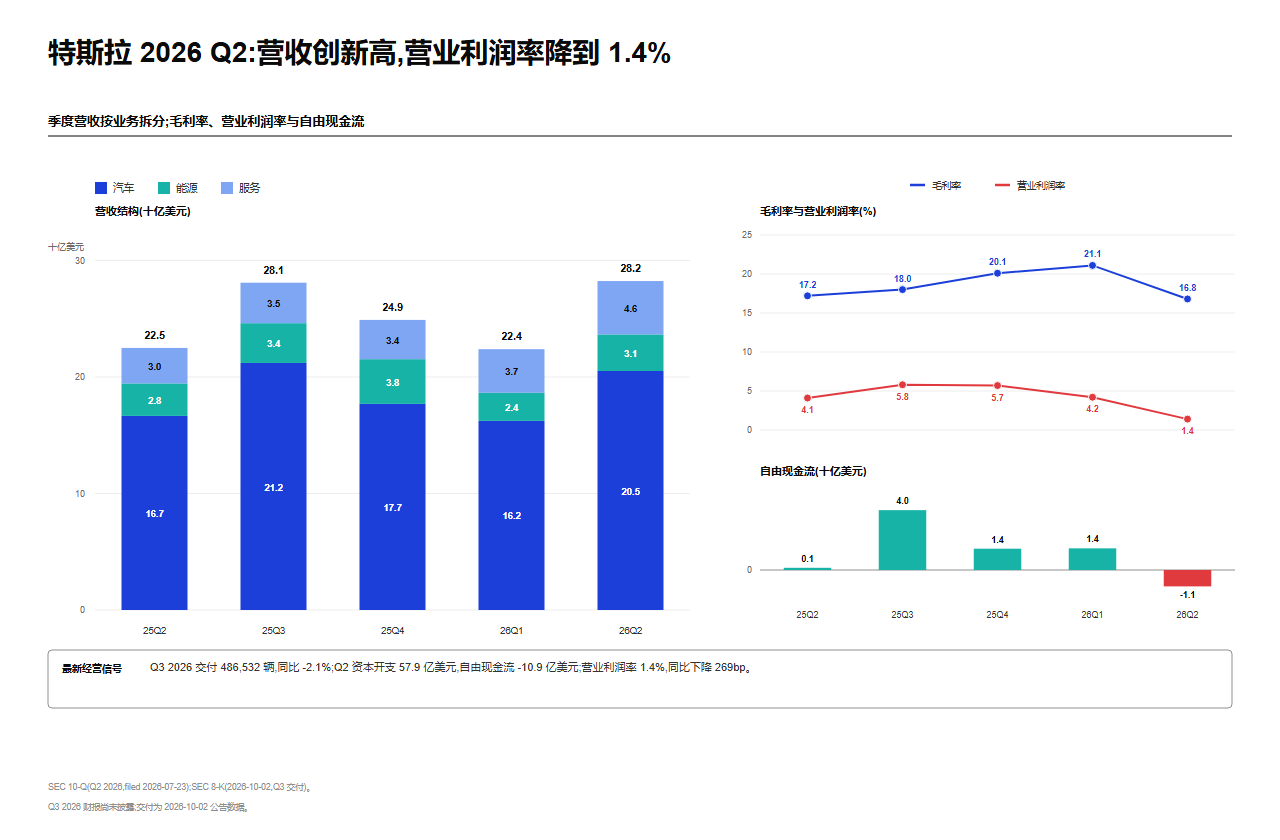 特斯拉 2026 Q2:营收创新高,营业利润率降到 1.4%
季度营收按业务拆分;毛利率、营业利润率与自由现金流
汽车 能源 服务
营收结构(十亿美元)
十亿美元
30
20
10
0
22.5
3.0
2.8
16.7
25Q2
28.1
3.5
3.4
21.2
25Q3
24.9
3.4
3.8
17.7
25Q4
22.4
3.7
2.4
16.2
26Q1
28.2
4.6
3.1
20.5
26Q2
毛利率 营业利润率
毛利率与营业利润率(%)
25
20
15
10
5
0
17.2 18.0 20.1 21.1 16.8
4.1 5.8 5.7 4.2 1.4
自由现金流(十亿美元)
0
0.1 4.0 1.4 1.4 -1.1
25Q2 25Q3 25Q4 26Q1 26Q2
最新经营信号 Q3 2026 交付 486,532 辆,同比 -2.1%;Q2 资本开支 57.9 亿美元,自由现金流 -10.9 亿美元;营业利润率 1.4%,同比下降 269bp。
SEC 10-Q(Q2 2026,filed 2026-07-23);SEC 8-K(2026-10-02,Q3 交付)。
Q3 2026 财报尚未披露;交付为 2026-10-02 公告数据。